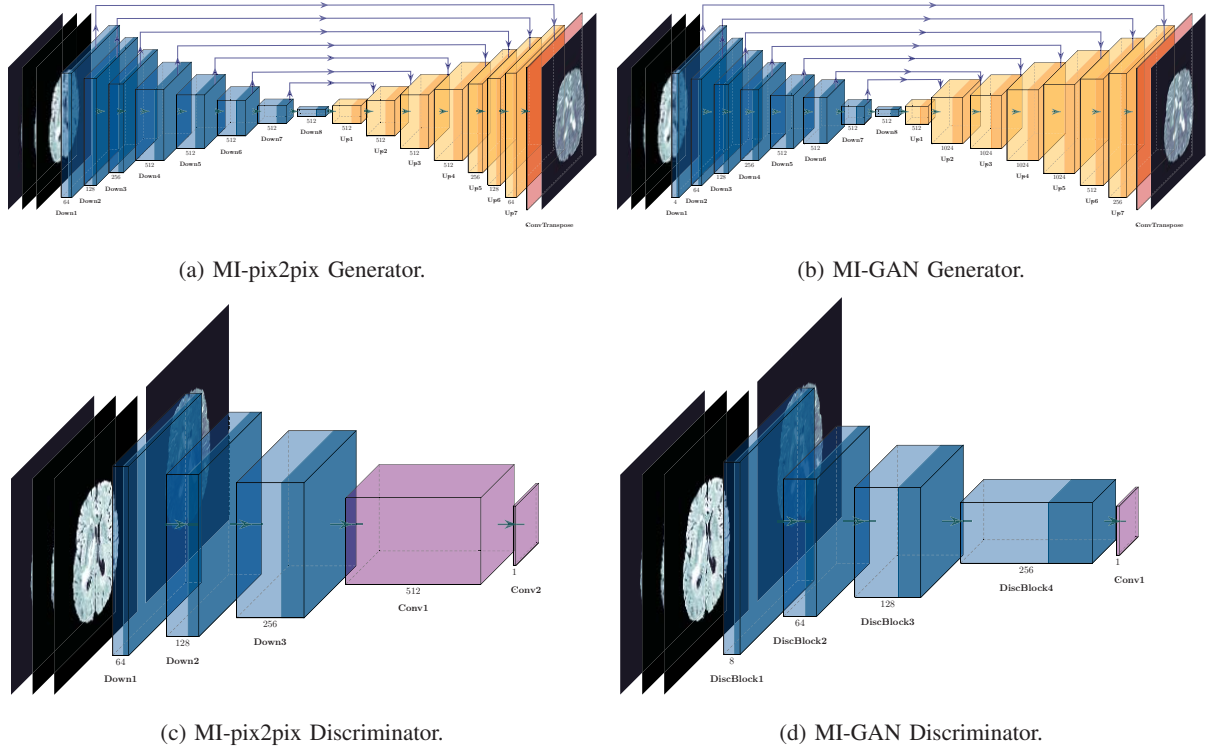 64
Down1
128
Down2
256
Down3
512
Down4
512
Down5
512
Down6
512
Down7
512
Down8
512
Up1
512
Up2
512
Up3
512
Up4
256
Up5
128
Up6
64
Up7
ConvTranspose
(a) MI-pix2pix Generator.
4
Down1
64
Down2
128
Down3
256
Down4
512
Down5
512
Down6
512
Down7
512
Down8
512
Up1
1024
Up2
1024
Up3
1024
Up4
1024
Up5
512
Up6
256
Up7
ConvTranspose
(b) MI-GAN Generator.
64
Down1
128
Down2
256
Down3
512
Conv1
1
Conv2
(c) MI-pix2pix Discriminator.
8
DiscBlock1
64
DiscBlock2
128
DiscBlock3
256
DiscBlock4
1
Conv1
(d) MI-GAN Discriminator.